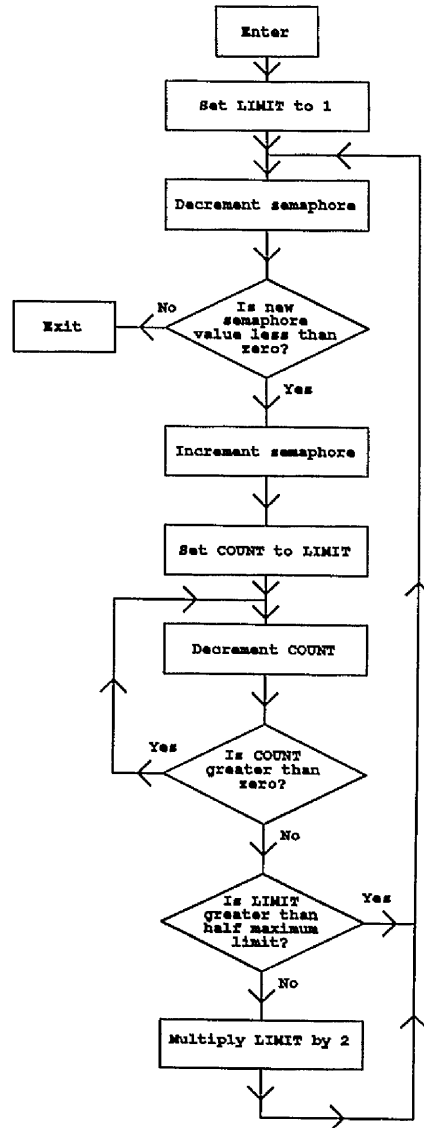 Enter
Set LIMIT to 1
Decrement semaphore
Is new
semaphore
value less than
zero?
No
Exit
Yes
Increment semaphore
Set COUNT to LIMIT
Decrement COUNT
Yes
Is COUNT
greater than
zero?
No
Is LIMIT
greater than
half maximum
limit?
Yes
No
Multiply LIMIT by 2